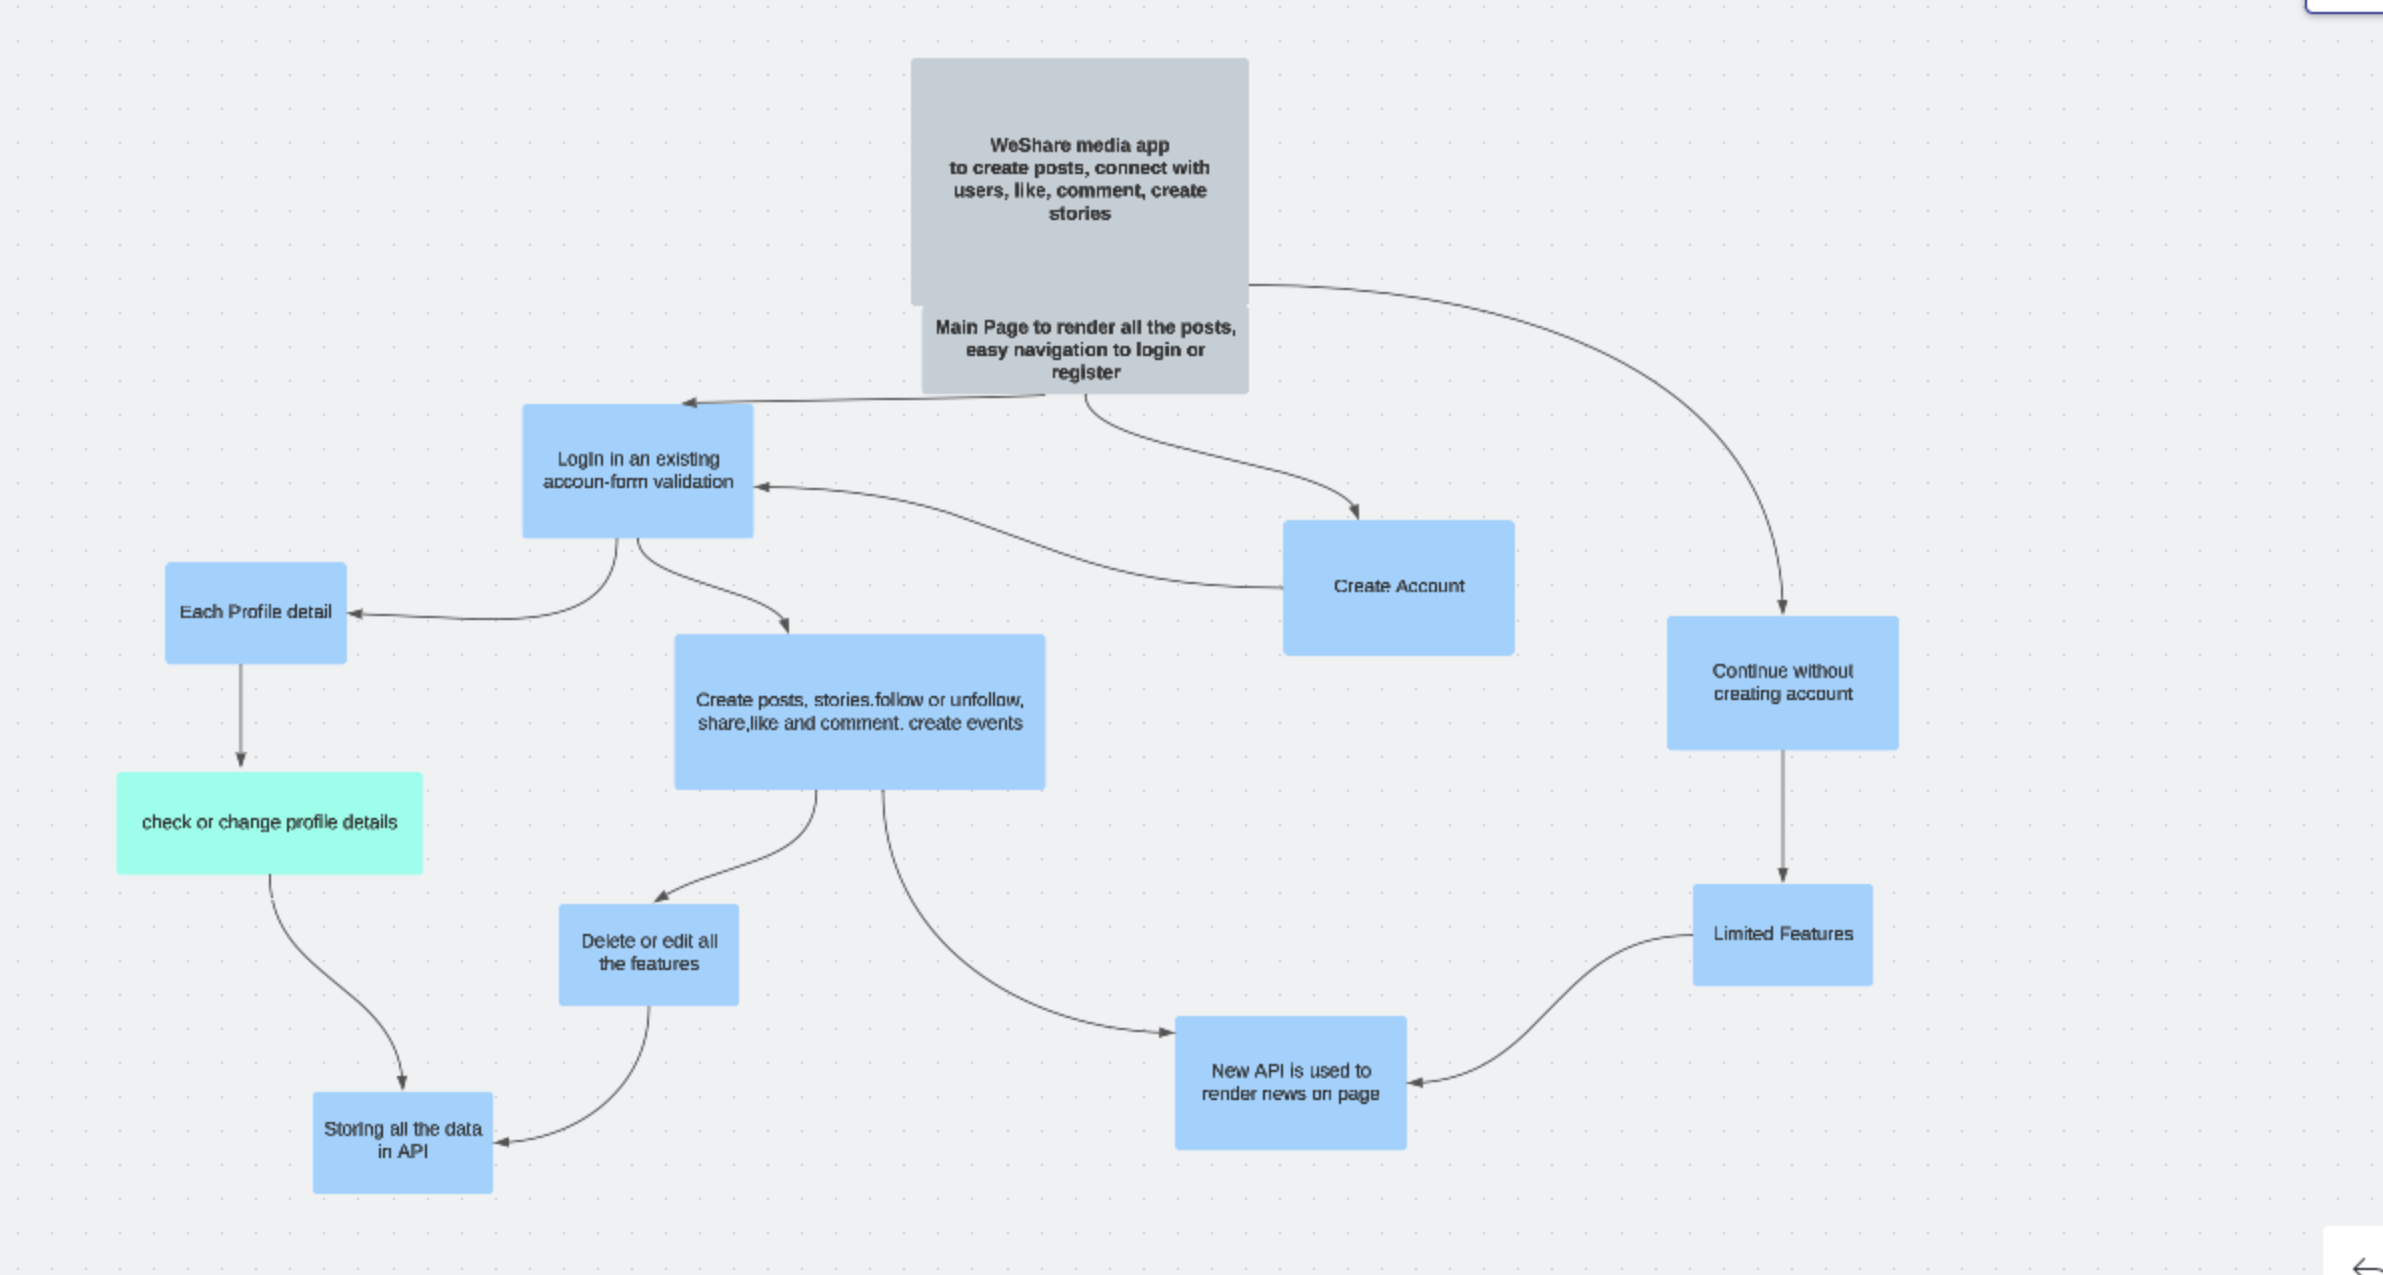 WeShare media app
to create posts, connect with
users, like, comment, create
stories
Main Page to render all the posts,
easy navigation to login or
register
LogIn in an existing
accoun-form validation
Create Account
Each Profile detail
Continue without
creating account
Create posts, stories.follow or unfollow,
share,like and comment. create events
check or change profile details
Delete or edit all
the features
Limited Features
New API is used to
render news on page
Storing all the data
in API